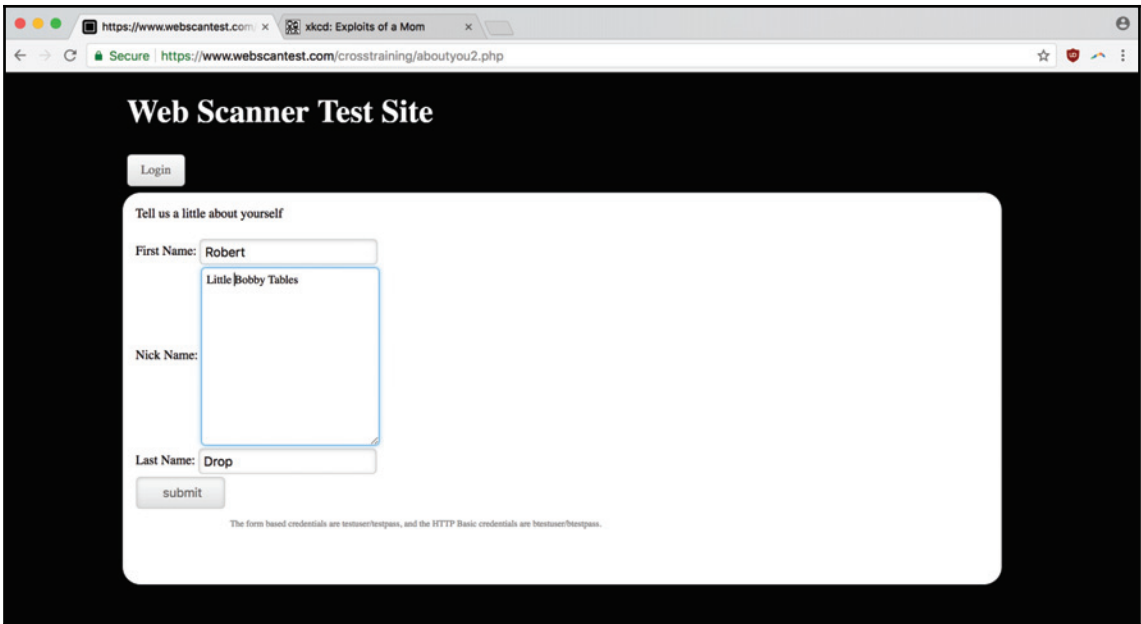 https://www.webscantest.com/ xkcd: Exploits of a Mom
Secure https://www.webscantest.com/crosstraining/aboutyou2.php
Web Scanner Test Site
Login
Tell us a little about yourself
First Name: Robert
Little Bobby Tables
Nick Name:
Last Name: Drop
submit
The form based credentials are testuser/testpass, and the HTTP Basic credentials are btestuser/btestpass.